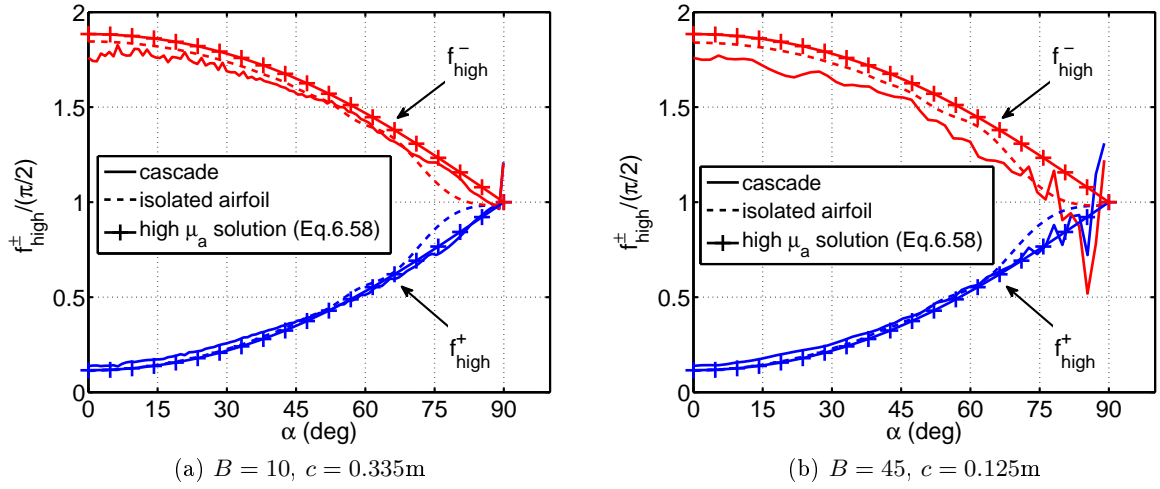 2
1.5
1
0.5
0
f±high/(π/2)
0 15 30 45 60 75 90
α (deg)
f−high
f+high
cascade
isolated airfoil
high μa solution (Eq.6.58)
(a) B = 10, c = 0.335m
2
1.5
1
0.5
0
f±high/(π/2)
0 15 30 45 60 75 90
α (deg)
f−high
f+high
cascade
isolated airfoil
high μa solution (Eq.6.58)
(b) B = 45, c = 0.125m